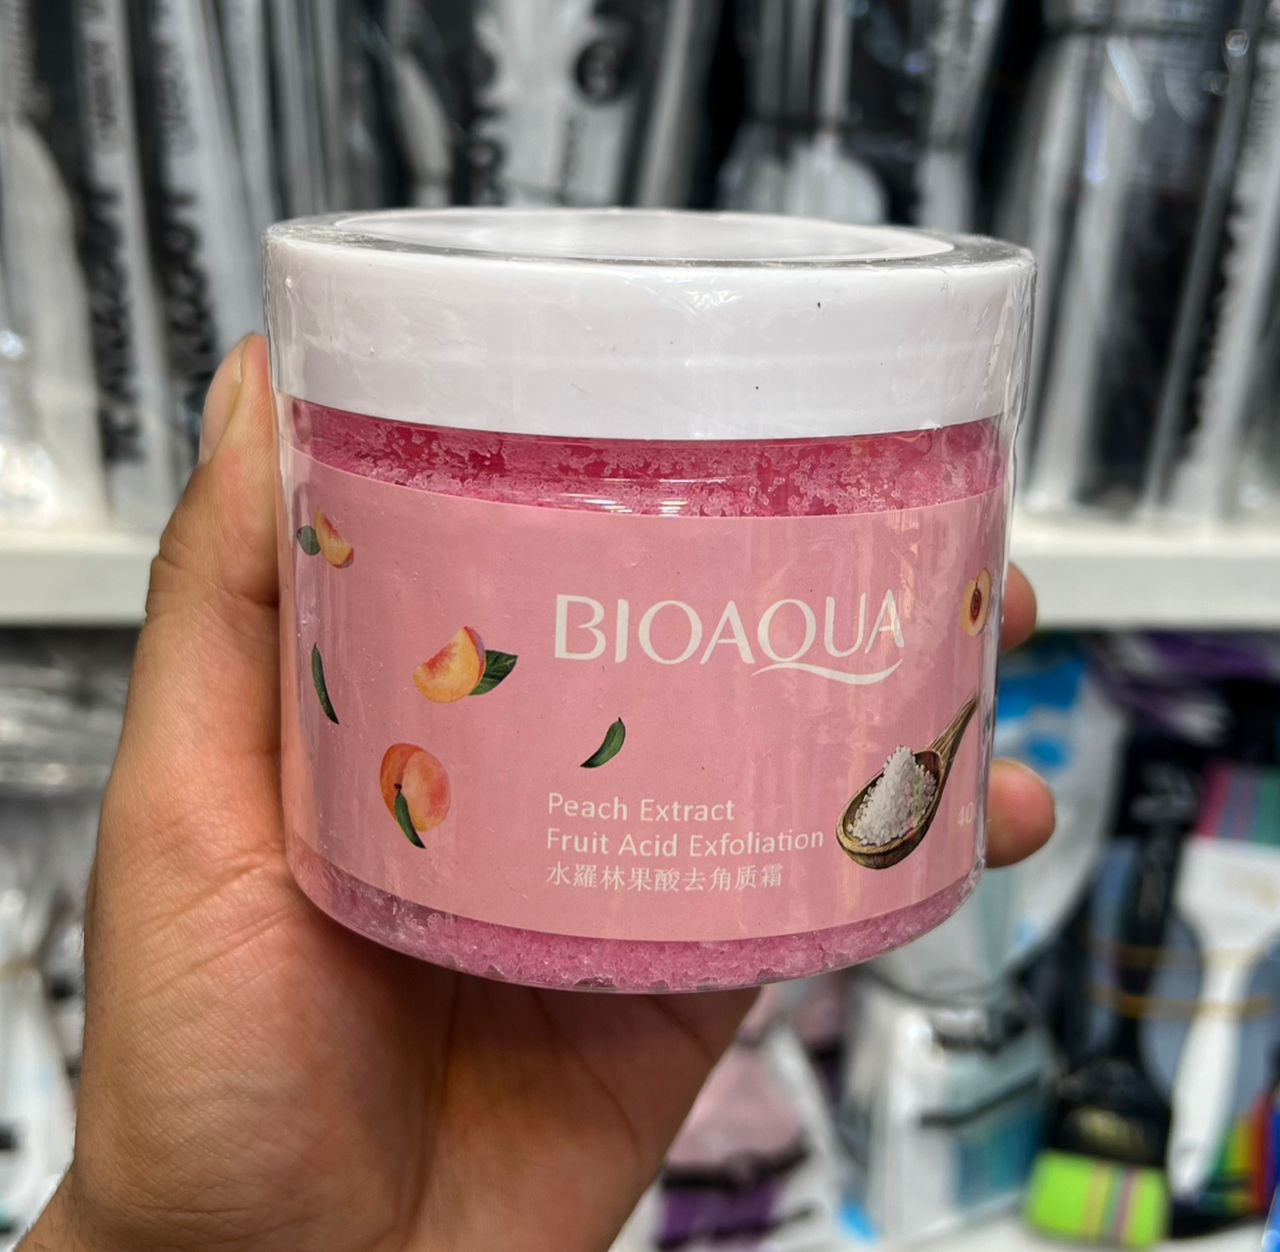 BIOAQUA
Peach Extract
Fruit Acid Exfoliation
水羅林果酸去角质霜